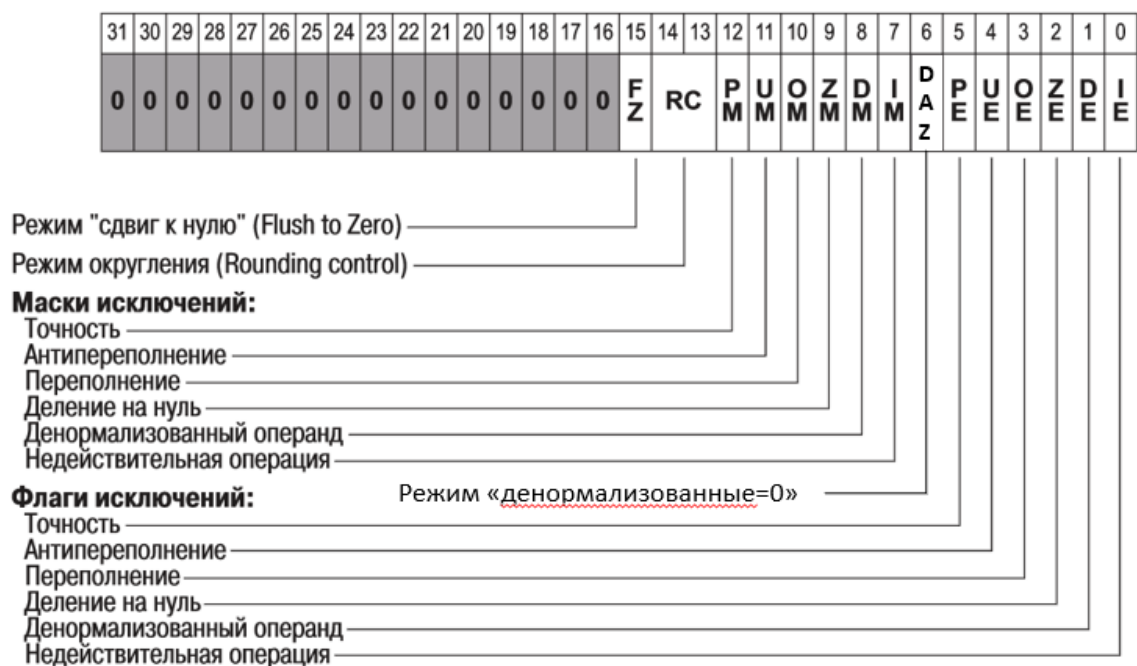 31 30 29 28 27 26 25 24 23 22 21 20 19 18 17 16 15 14 13 12 11 10 9 8 7 6 5 4 3 2 1 0
0 0 0 0 0 0 0 0 0 0 0 0 0 0 0 0 FZ RC PM UM OM ZM DM IM DAZ PE UE OE ZE DE IE
Режим "сдвиг к нулю" (Flush to Zero)
Режим округления (Rounding control)
Маски исключений:
Точность
Антипереполнение
Переполнение
Деление на нуль
Денормализованный операнд
Недействительная операция
Флаги исключений:
Режим «денормализованные=0»
Точность
Антипереполнение
Переполнение
Деление на нуль
Денормализованный операнд
Недействительная операция